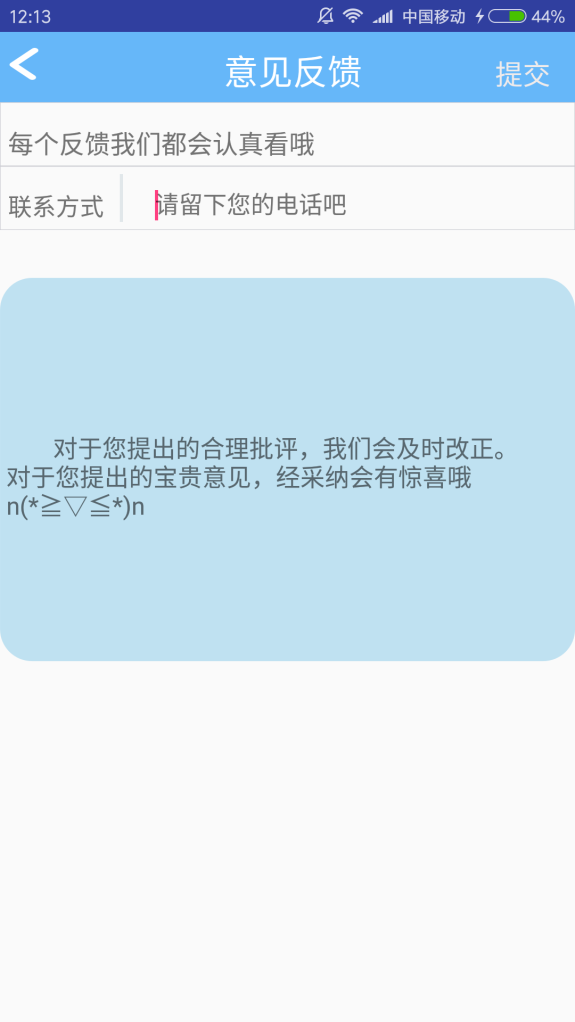 12:13 中国移动 44%
意见反馈 提交
每个反馈我们都会认真看哦
联系方式 请留下您的电话吧
对于您提出的合理批评，我们会及时改正。
对于您提出的宝贵意见，经采纳会有惊喜哦
n(*≧▽≦*)n